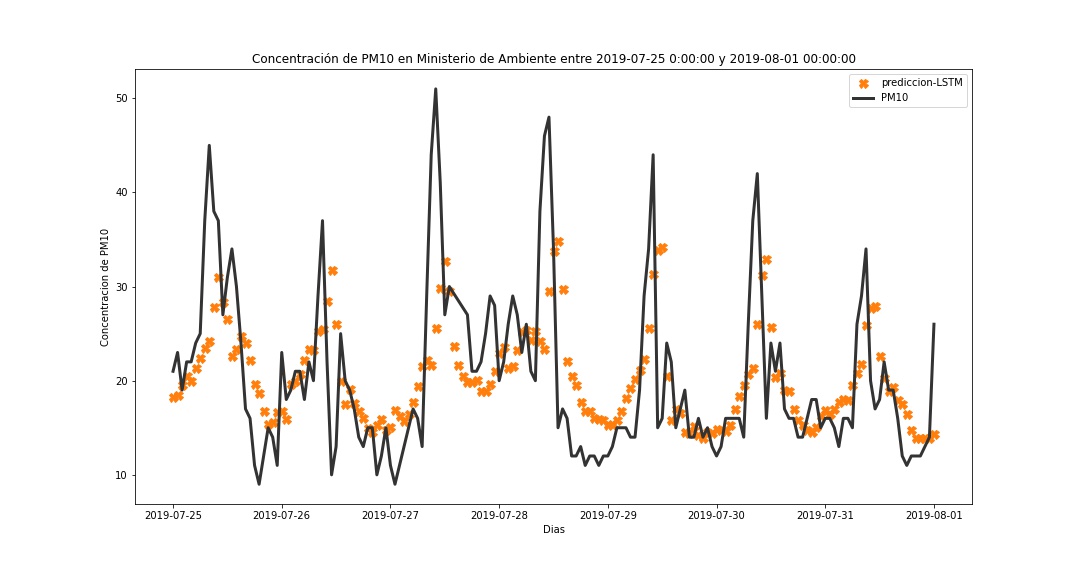 Concentración de PM10 en Ministerio de Ambiente entre 2019-07-25 0:00:00 y 2019-08-01 00:00:00
prediccion-LSTM
PM10
Concentracion de PM10
50
40
30
20
10
2019-07-25 2019-07-26 2019-07-27 2019-07-28 2019-07-29 2019-07-30 2019-07-31 2019-08-01
Dias